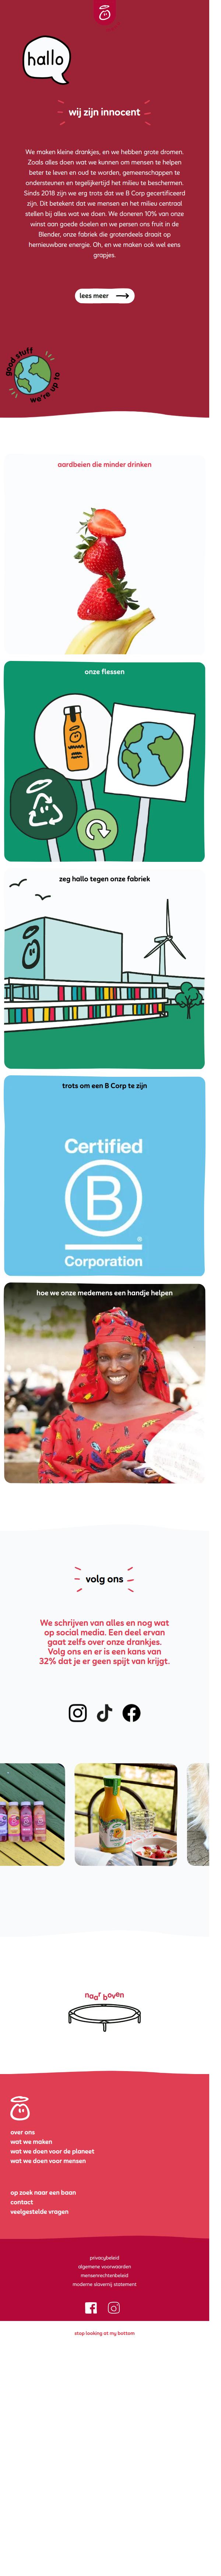 hallo
wij zijn innocent
We maken kleine drankjes, en we hebben grote dromen.
Zoals alles doen wat we kunnen om mensen te helpen
beter te leven en oud te worden, gemeenschappen te
ondersteunen en tegelijkertijd het milieu te beschermen.
Sinds 2018 zijn we erg trots dat we B Corp gecertificeerd
zijn. Dit betekent dat we mensen en het milieu centraal
stellen bij alles wat we doen. We doneren 10% van onze
winst aan goede doelen en we persen ons fruit in de
Blender, onze fabriek die grotendeels draait op
hernieuwbare energie. Oh, en we maken ook wel eens
grapjes.
lees meer
good stuff
we're up to
aardbeien die minder drinken
onze flessen
zeg hallo tegen onze fabriek
trots om een B Corp te zijn
Certified
B
®
Corporation
hoe we onze medemens een handje helpen
volg ons
We schrijven van alles en nog wat
op social media. Een deel ervan
gaat zelfs over onze drankjes.
Volg ons en er is een kans van
32% dat je er geen spijt van krijgt.
naar boven
over ons
wat we maken
wat we doen voor de planeet
wat we doen voor mensen
op zoek naar een baan
contact
veelgestelde vragen
privacybeleid
algemene voorwaarden
mensenrechtenbeleid
moderne slavernij statement
stop looking at my bottom